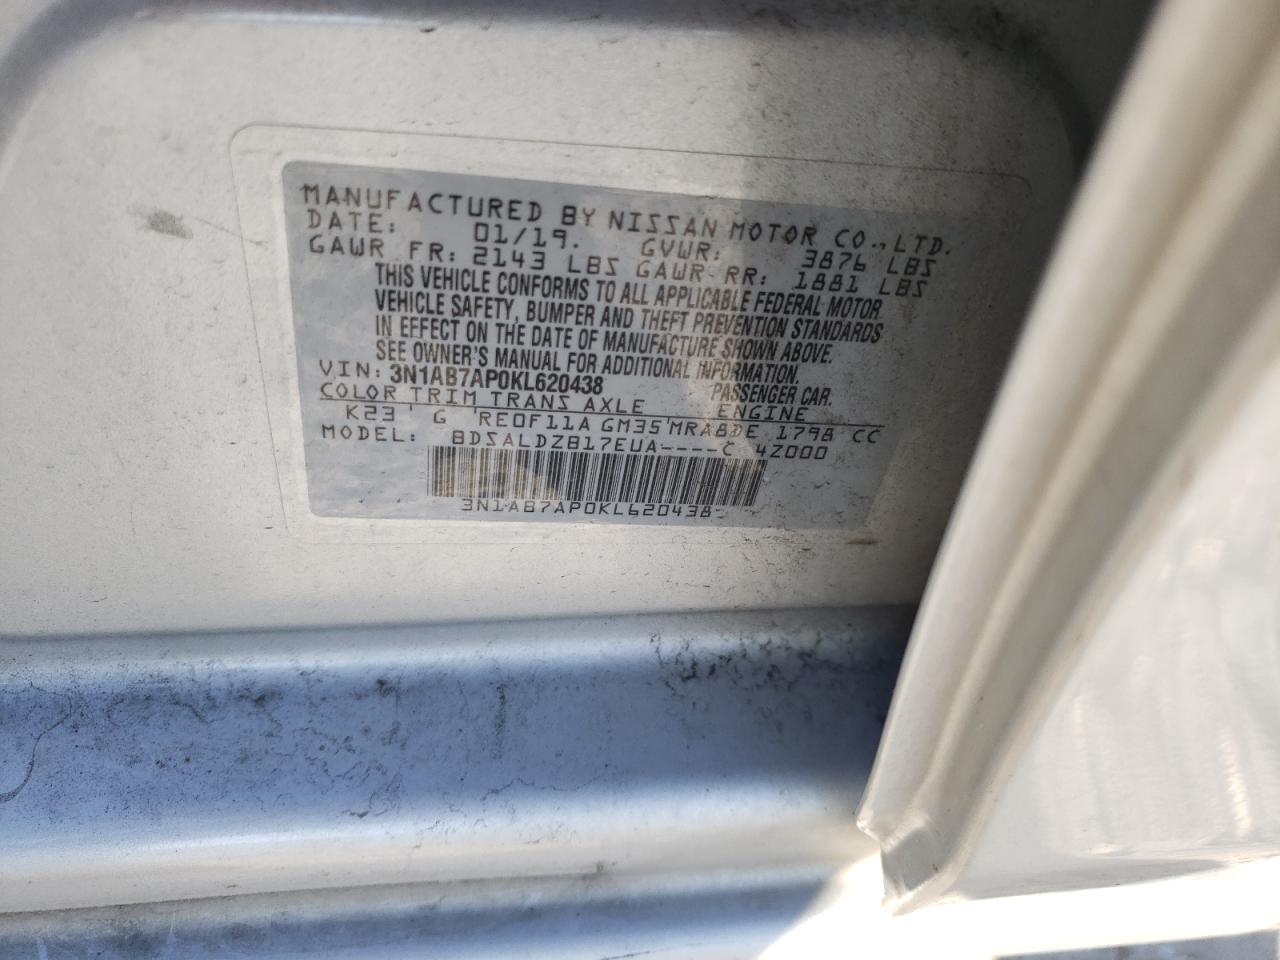 MANUFACTURED BY NISSAN MOTOR CO.,LTD.
DATE: 01/19. GVWR: 3876 LBS
GAWR FR: 2143 LBS GAWR RR: 1881 LBS
THIS VEHICLE CONFORMS TO ALL APPLICABLE FEDERAL MOTOR
VEHICLE SAFETY, BUMPER AND THEFT PREVENTION STANDARDS
IN EFFECT ON THE DATE OF MANUFACTURE SHOWN ABOVE.
SEE OWNER'S MANUAL FOR ADDITIONAL INFORMATION.
VIN: 3N1AB7AP0KL620438 PASSENGER CAR.
COLOR TRIM TRANS AXLE ENGINE
K23 ' G 'RE0F11A GM35'MRA8DE 1798 CC
MODEL: BDSALDZB17EUA----C 4Z000
3N1AB7AP0KL620438